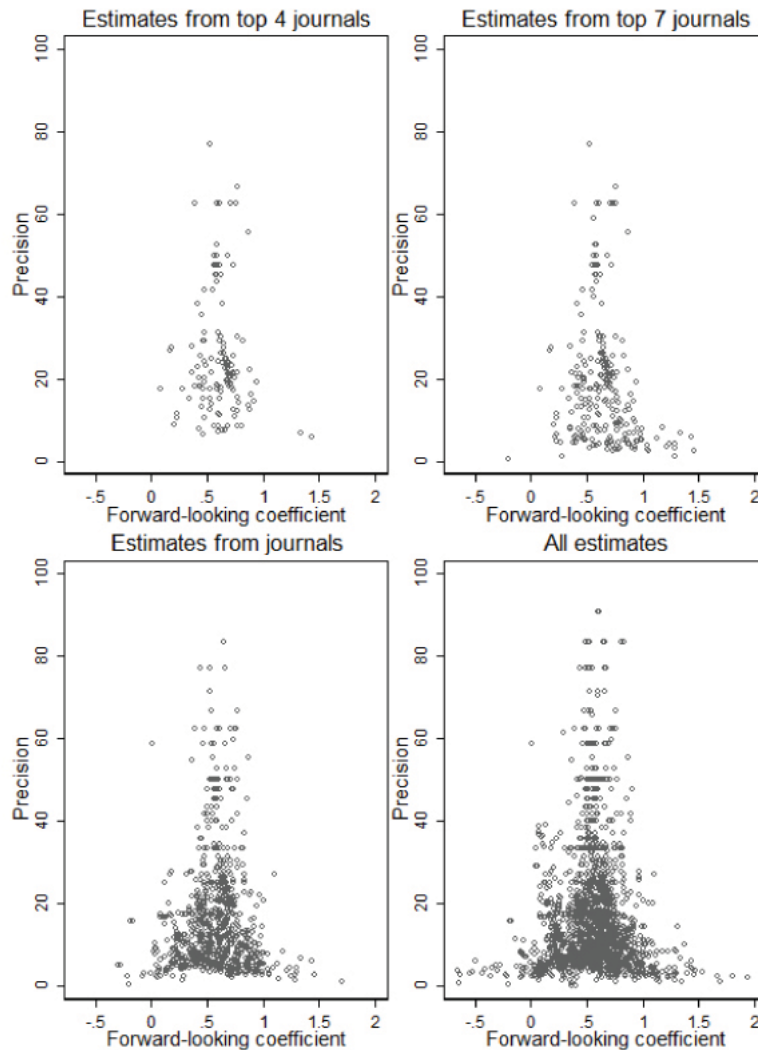 Estimates from top 4 journals
Estimates from top 7 journals
Precision
100
80
60
40
20
0
-.5 0 .5 1 1.5 2
Forward-looking coefficient
Precision
100
80
60
40
20
0
-.5 0 .5 1 1.5 2
Forward-looking coefficient
Estimates from journals
All estimates
Precision
100
80
60
40
20
0
-.5 0 .5 1 1.5 2
Forward-looking coefficient
Precision
100
80
60
40
20
0
-.5 0 .5 1 1.5 2
Forward-looking coefficient